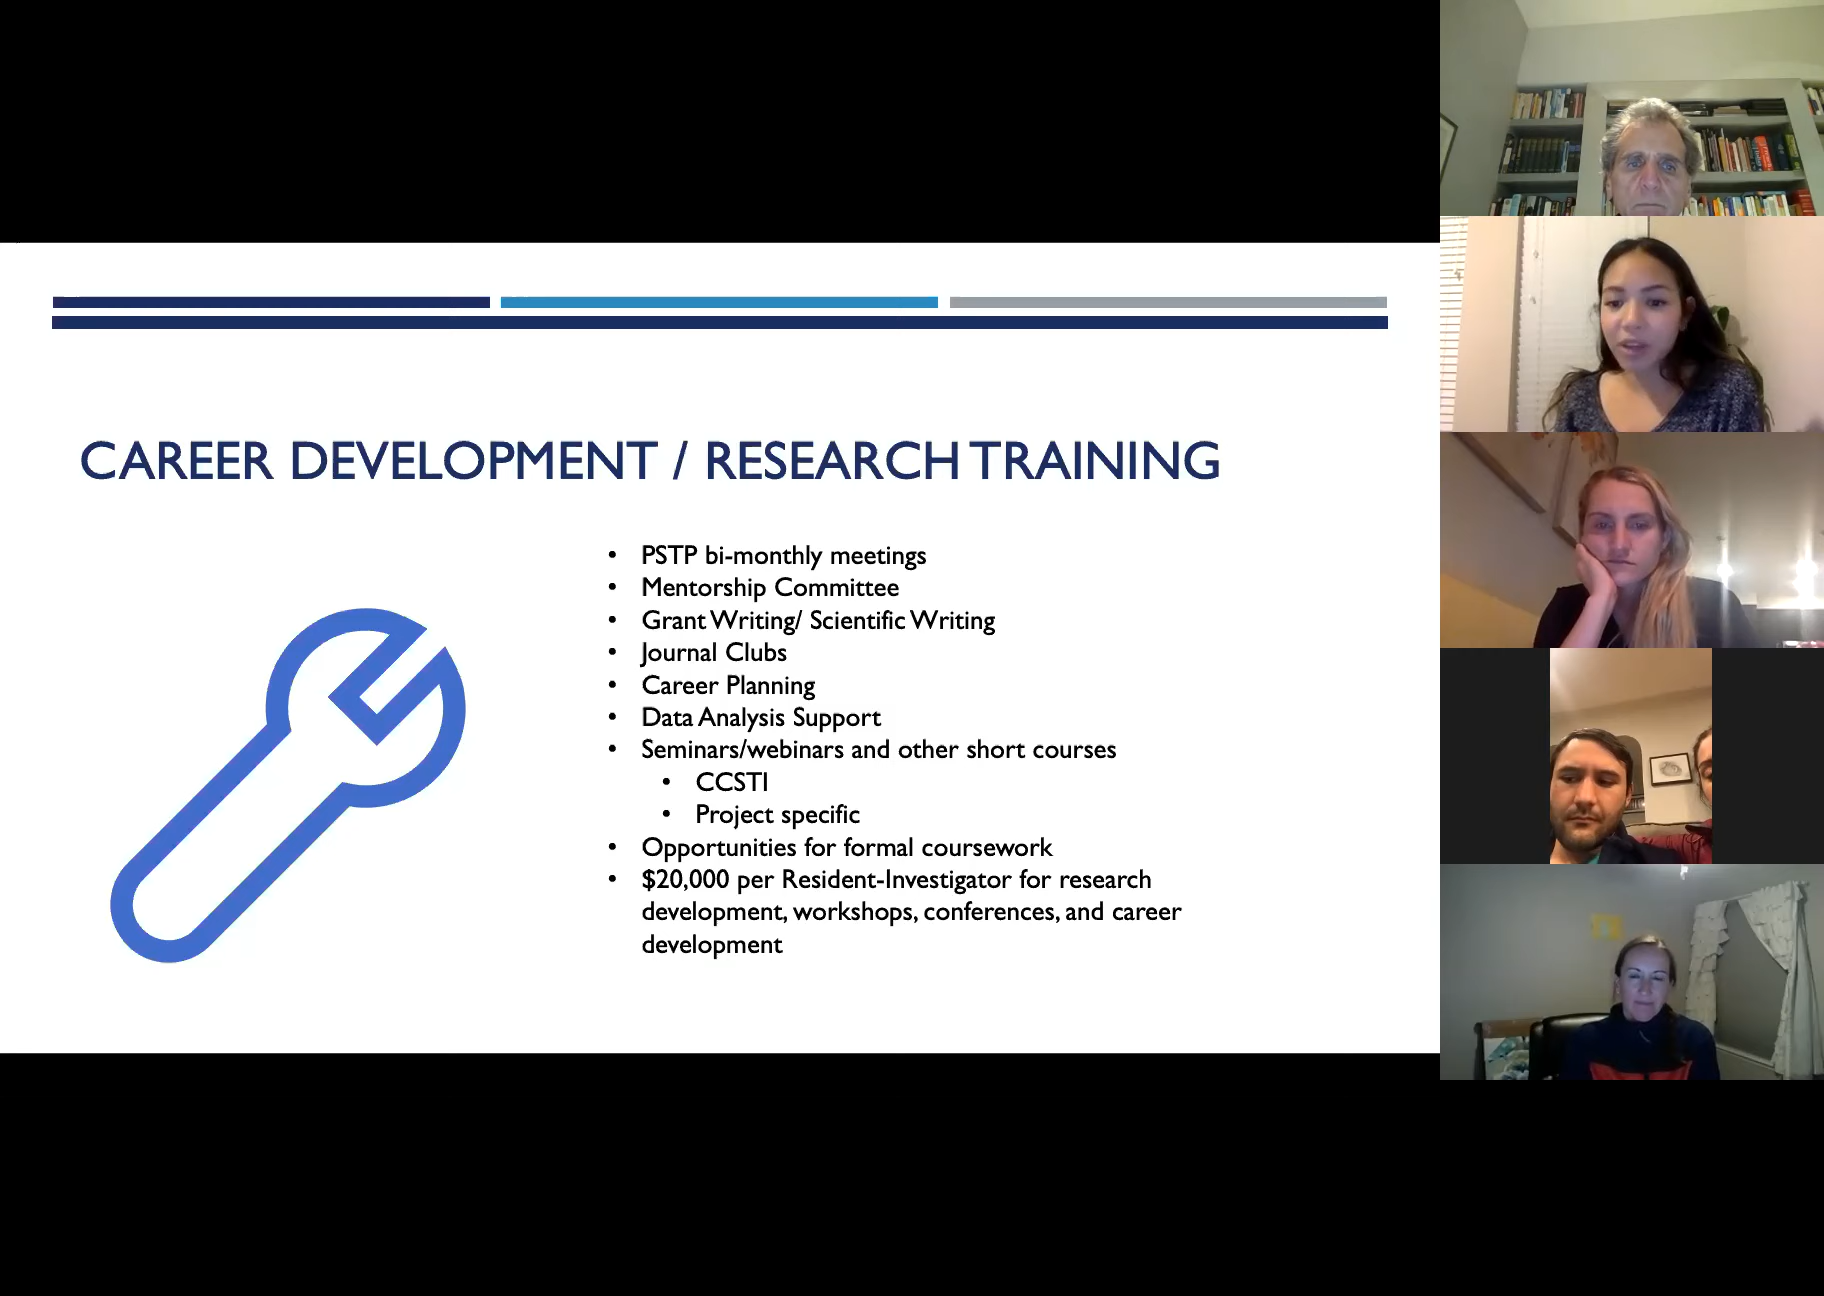 CAREER DEVELOPMENT / RESEARCH TRAINING
• PSTP bi-monthly meetings
• Mentorship Committee
• Grant Writing/ Scientific Writing
• Journal Clubs
• Career Planning
• Data Analysis Support
• Seminars/webinars and other short courses
• CCSTI
• Project specific
• Opportunities for formal coursework
• $20,000 per Resident-Investigator for research
development, workshops, conferences, and career
development